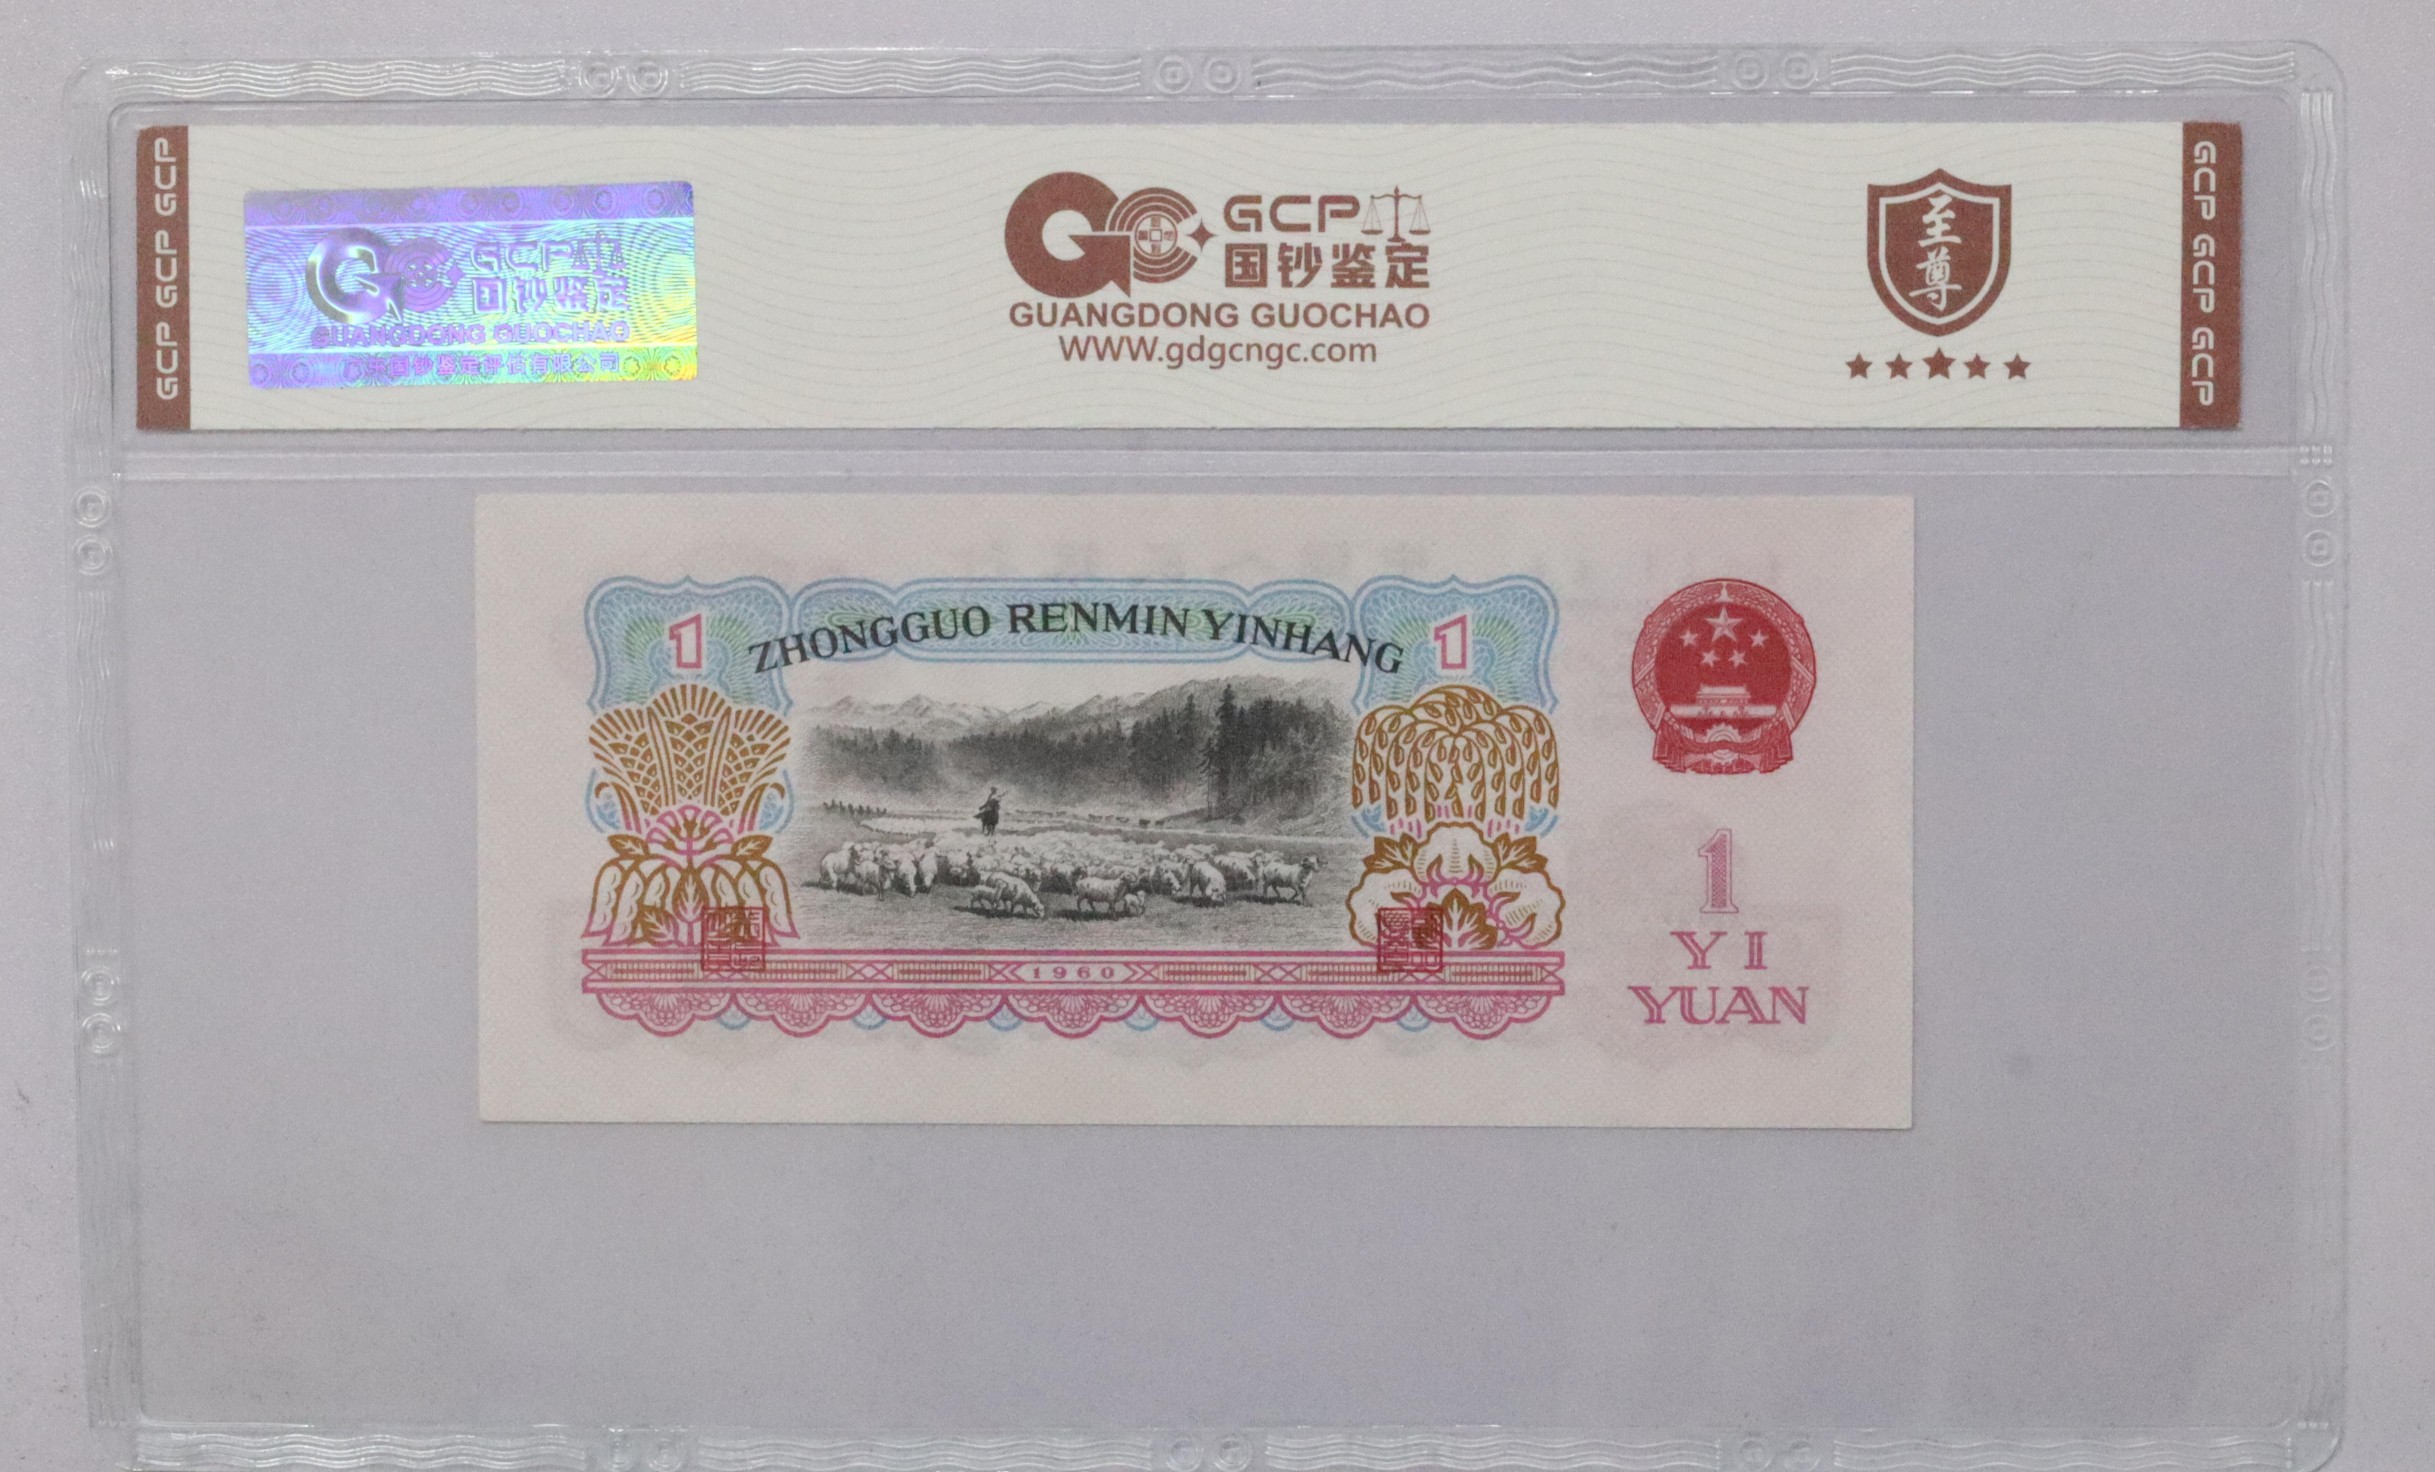 GCP GCP GCP
GCP
国钞鉴定
GUANGDONG GUOCHAO
广东国钞鉴定评估有限公司
GCP
国钞鉴定
GUANGDONG GUOCHAO
WWW.gdgcngc.com
至
尊
GCP GCP GCP
ZHONGGUO RENMIN YINHANG
1
1
1960
1
YI
YUAN